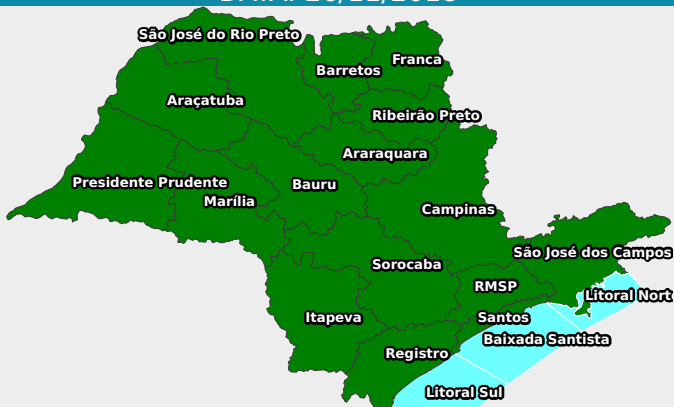 São José do Rio Preto
Franca
Barretos
Araçatuba
Ribeirão Preto
Araraquara
Presidente Prudente
Bauru
Marília
Campinas
São José dos Campos
Sorocaba
RMSP
Litoral Nort
Itapeva
Santos
Baixada Santista
Registro
Litoral Sul